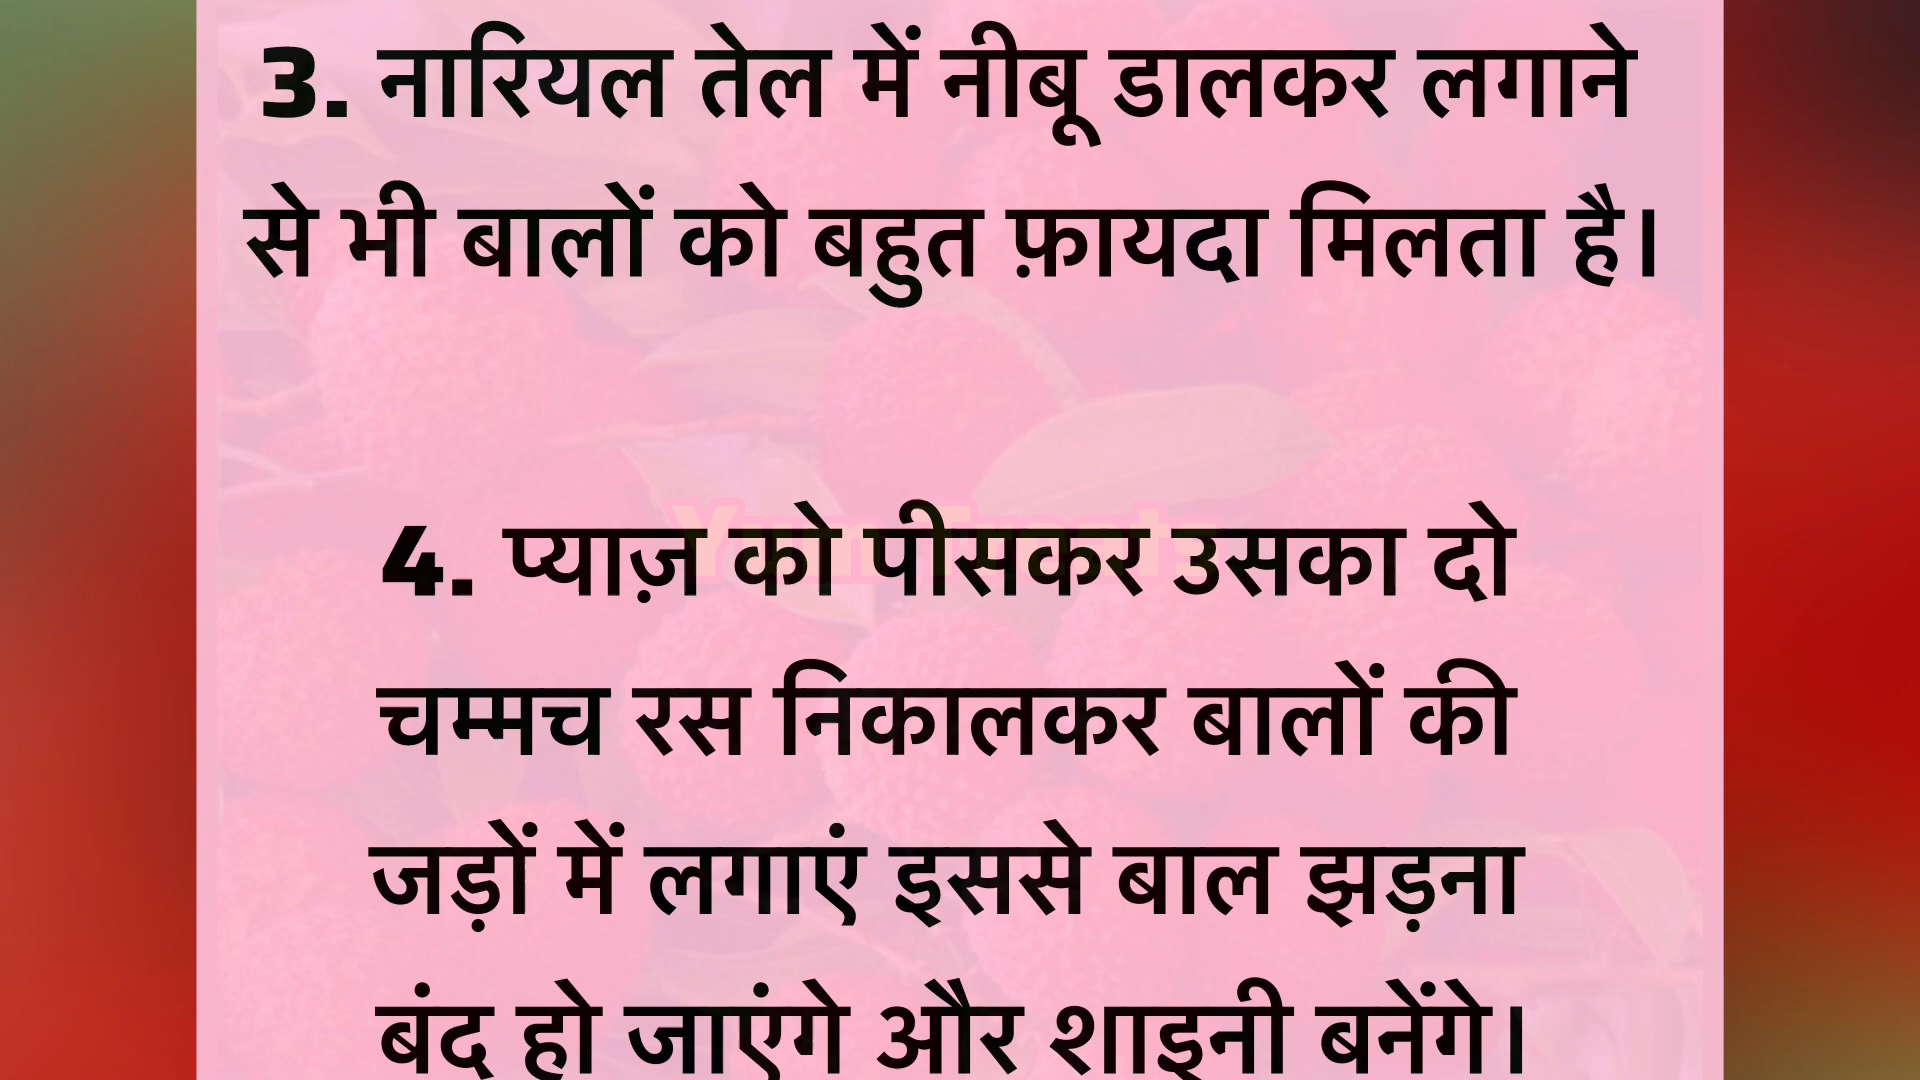 3. नारियल तेल में नीबू डालकर लगाने
से भी बालों को बहुत फ़ायदा मिलता है।
4. प्याज़ को पीसकर उसका दो
चम्मच रस निकालकर बालों की
जड़ों में लगाएं इससे बाल झड़ना
बंद हो जाएंगे और शाइनी बनेंगे।